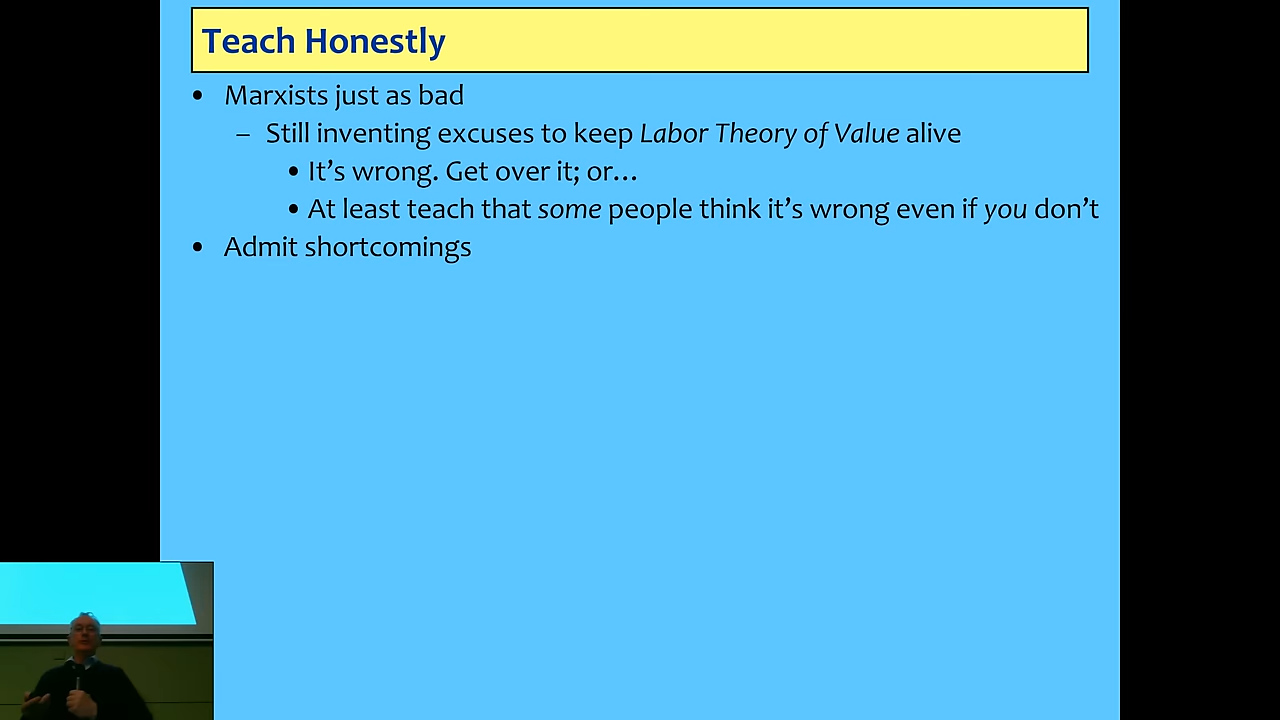 Teach Honestly
• Marxists just as bad
– Still inventing excuses to keep Labor Theory of Value alive
• It’s wrong. Get over it; or…
• At least teach that some people think it’s wrong even if you don’t
• Admit shortcomings